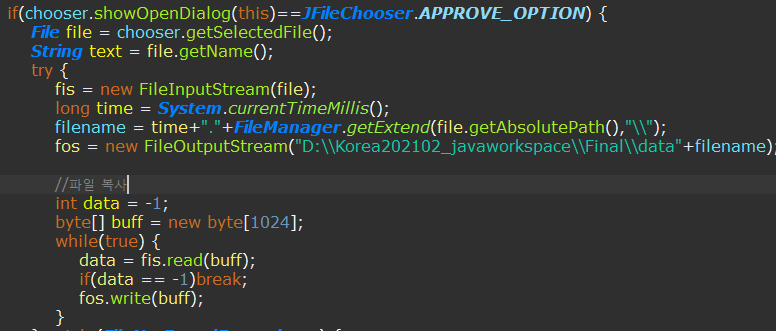 if(chooser.showOpenDialog(this)==JFileChooser.APPROVE_OPTION) {
File file = chooser.getSelectedFile();
String text = file.getName();
try {
fis = new FileInputStream(file);
long time = System.currentTimeMillis();
filename = time+"."+FileManager.getExtend(file.getAbsolutePath(),"\\");
fos = new FileOutputStream("D:\\Korea202102_javaworkspace\\Final\\data"+filename);
//파일 복사
int data = -1;
byte[] buff = new byte[1024];
while(true) {
data = fis.read(buff);
if(data == -1)break;
fos.write(buff);
}